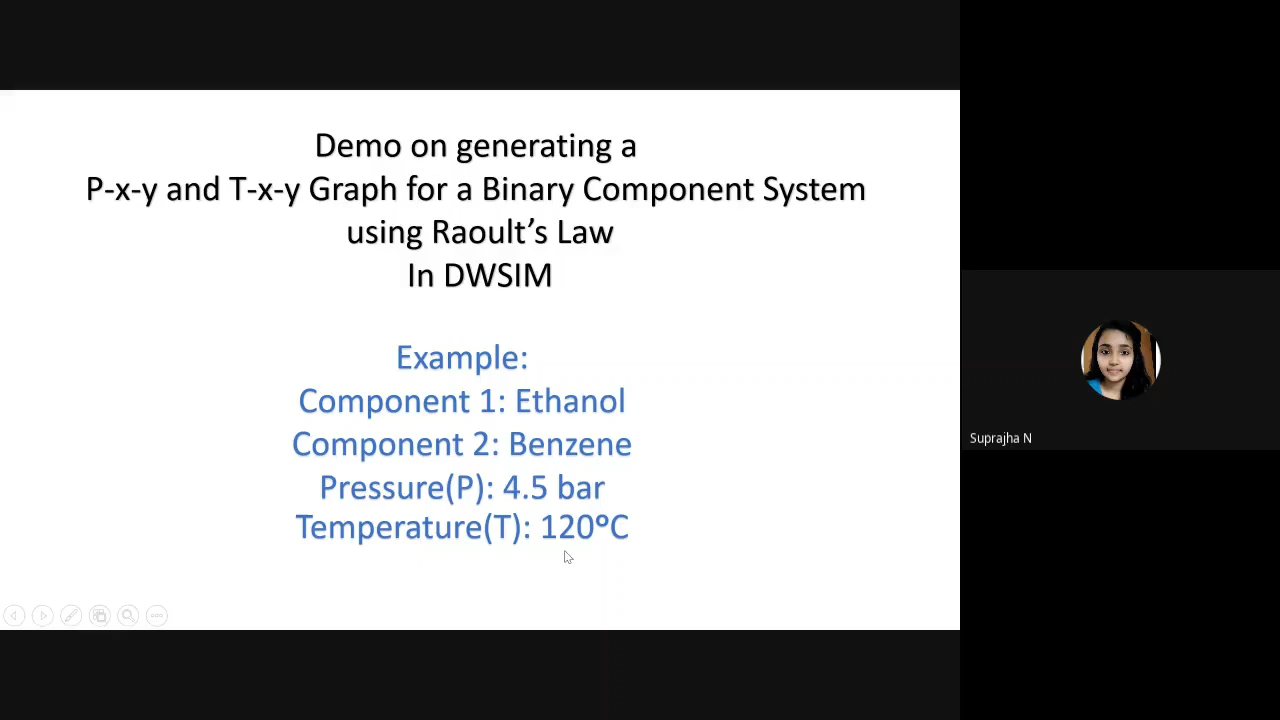 Demo on generating a
P-x-y and T-x-y Graph for a Binary Component System
using Raoult’s Law
In DWSIM
Example:
Component 1: Ethanol
Component 2: Benzene
Pressure(P): 4.5 bar
Temperature(T): 120ºC
Suprajha N